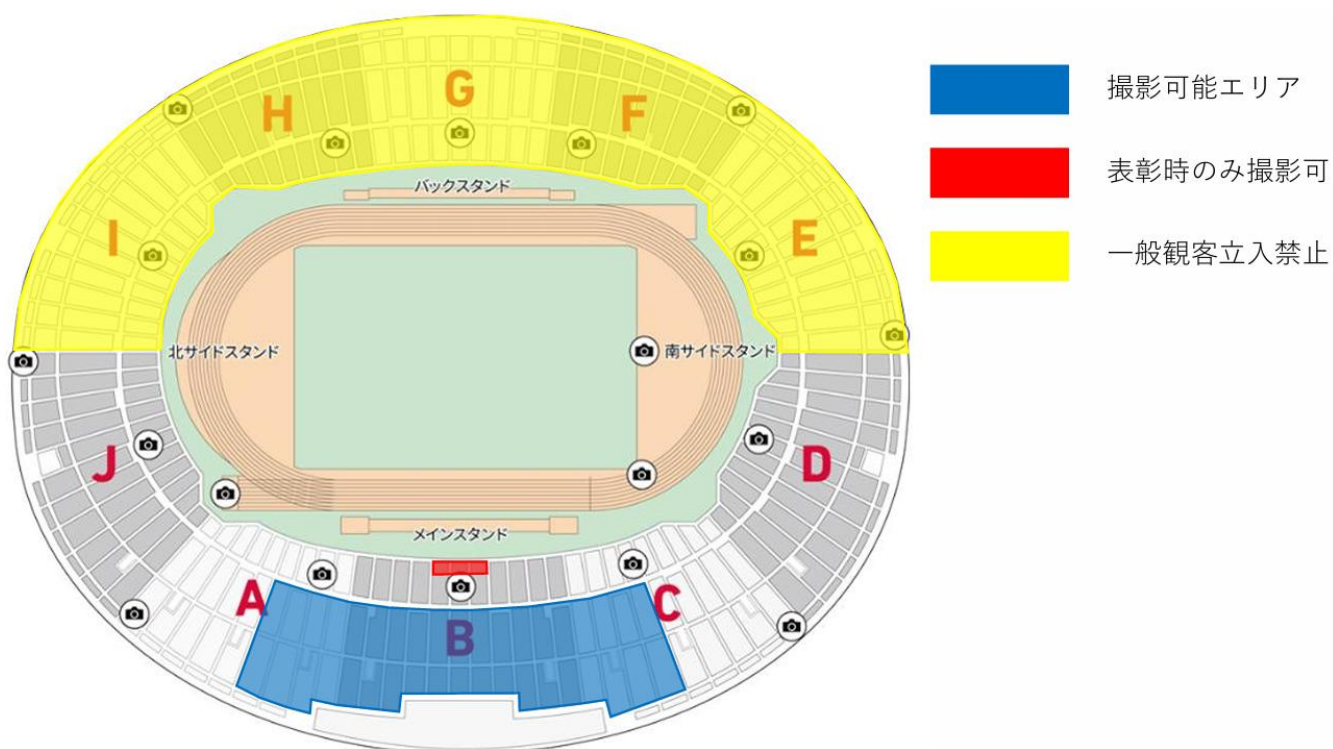 G
H
F
バックスタンド
I
E
北サイドスタンド
南サイドスタンド
J
D
メインスタンド
A
C
B
撮影可能エリア
表彰時のみ撮影可
一般観客立入禁止